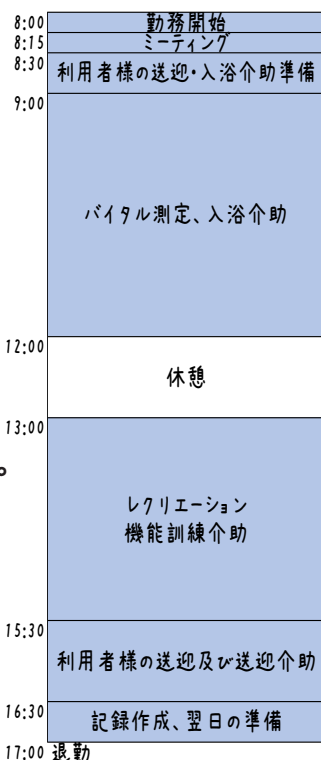 8:00 勤務開始
8:15 ミーティング
8:30 利用者様の送迎・入浴介助準備
9:00
バイタル測定、入浴介助
12:00
休憩
13:00
。
レクリエーション
機能訓練介助
15:30
利用者様の送迎及び送迎介助
16:30
記録作成、翌日の準備
17:00 退勤